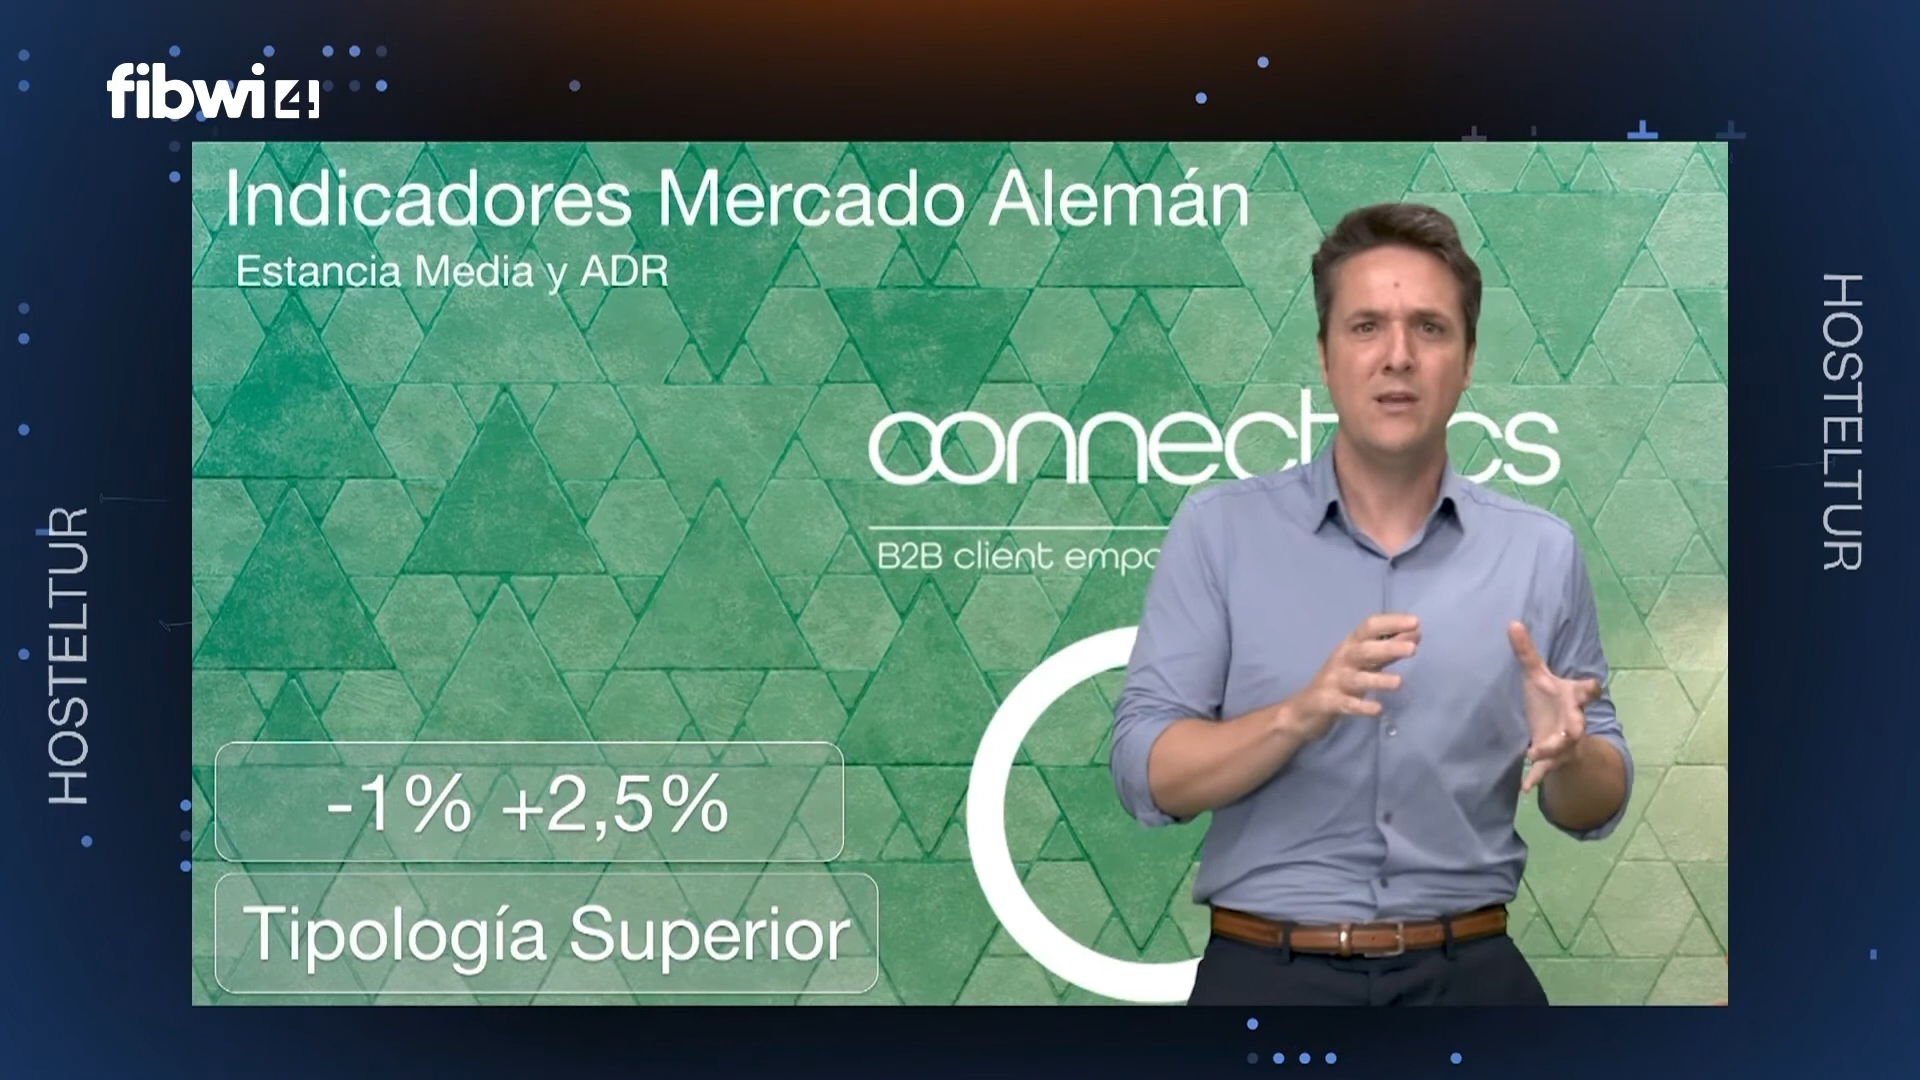 fibwi4
Indicadores Mercado Alemán
Estancia Media y ADR
B2B client
-1% +2,5%
Tipología Superior
HOSTELTUR
HOSTELTUR